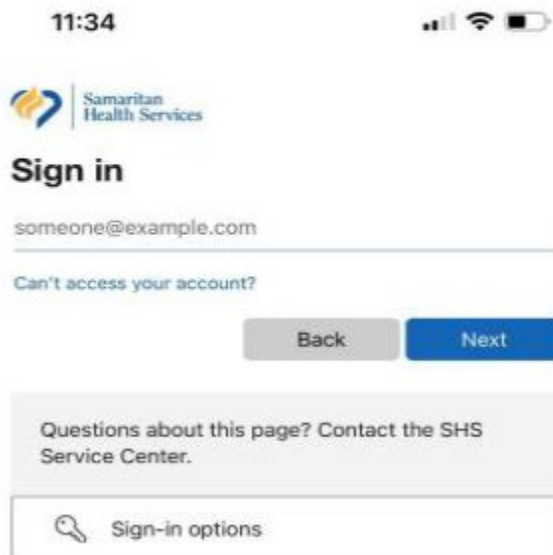 11:34
Samaritan
Health Services
Sign in
someone@example.com
Can't access your account?
Back Next
Questions about this page? Contact the SHS
Service Center.
Sign-in options